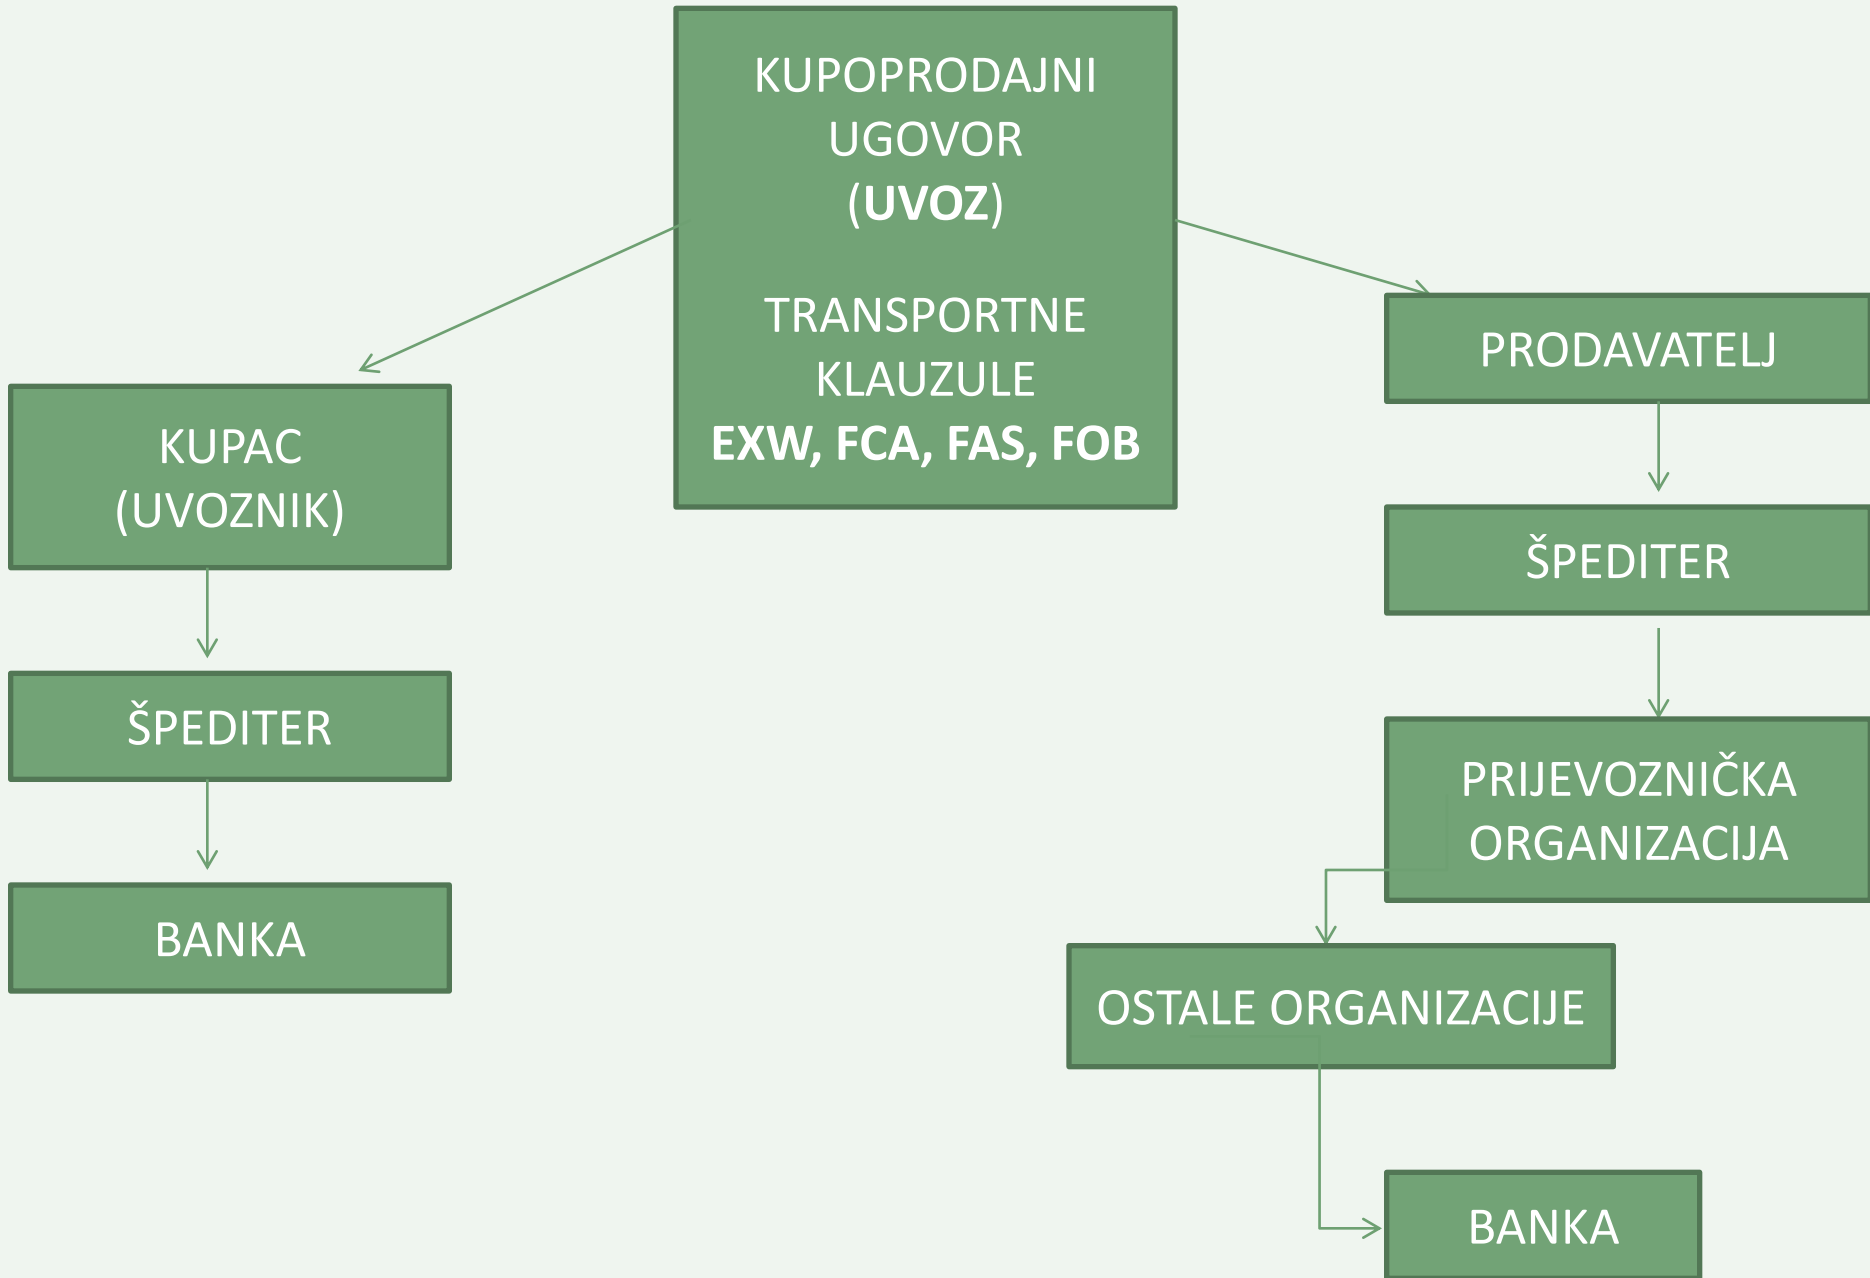 KUPOPRODAJNI
UGOVOR
(UVOZ)
TRANSPORTNE
KLAUZULE
EXW, FCA, FAS, FOB
KUPAC
(UVOZNIK)
ŠPEDITER
BANKA
PRODAVATELJ
ŠPEDITER
PRIJEVOZNIČKA
ORGANIZACIJA
OSTALE ORGANIZACIJE
BANKA